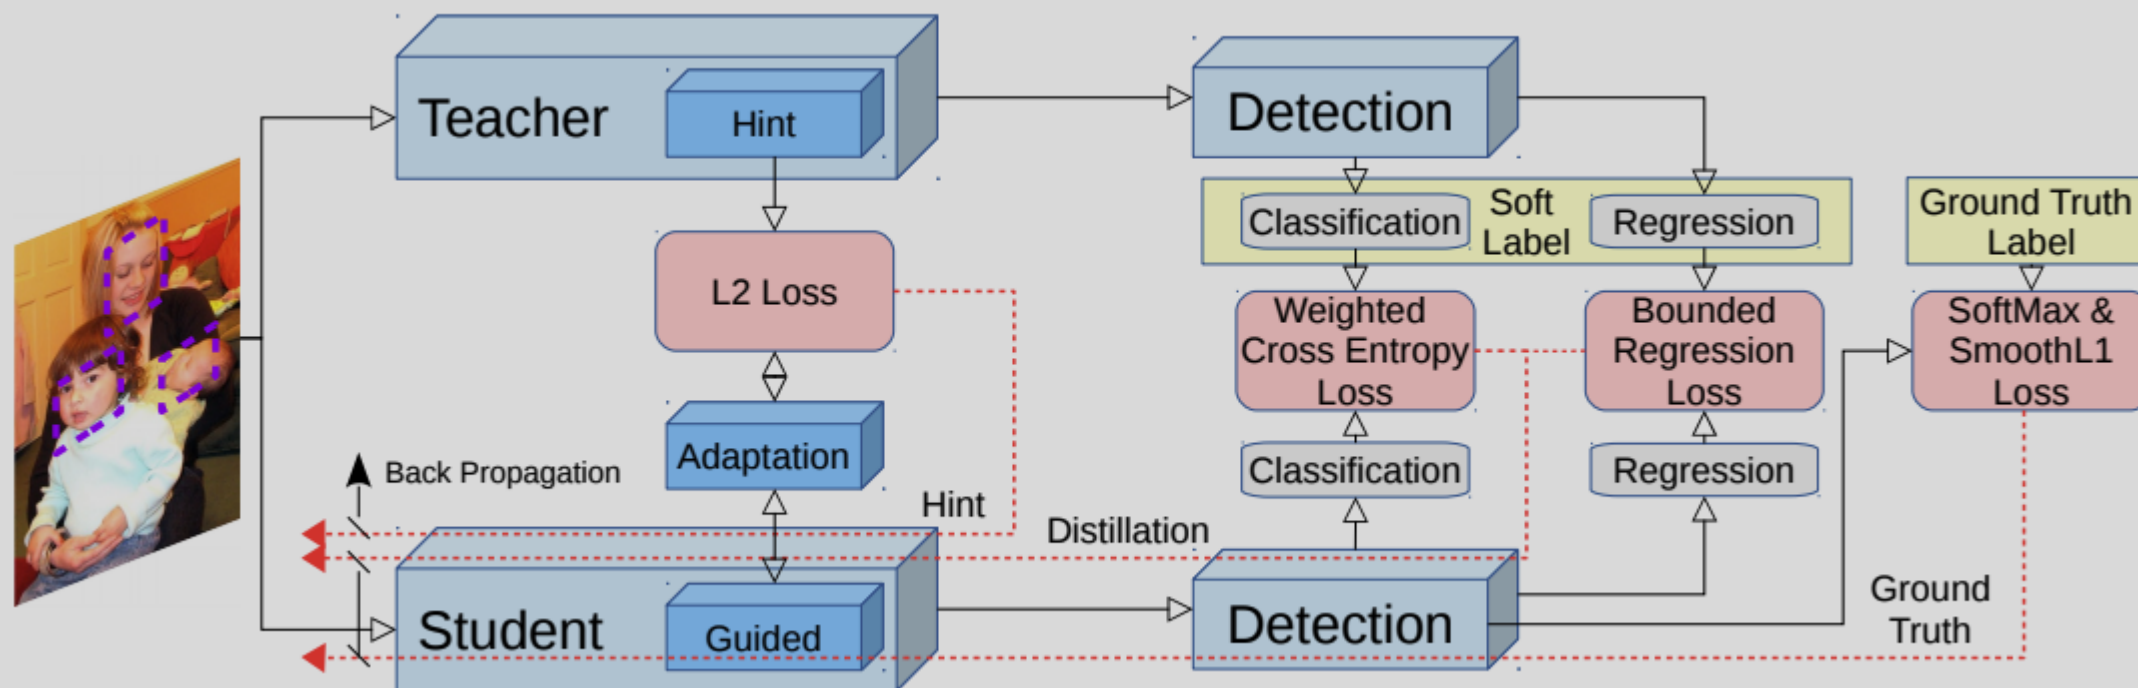 Teacher
Hint
Detection
Classification
Soft
Label
Regression
Ground Truth
Label
L2 Loss
Weighted
Cross Entropy
Loss
Bounded
Regression
Loss
SoftMax &
SmoothL1
Loss
Adaptation
Classification
Regression
Back Propagation
Hint
Distillation
Student
Guided
Detection
Ground
Truth